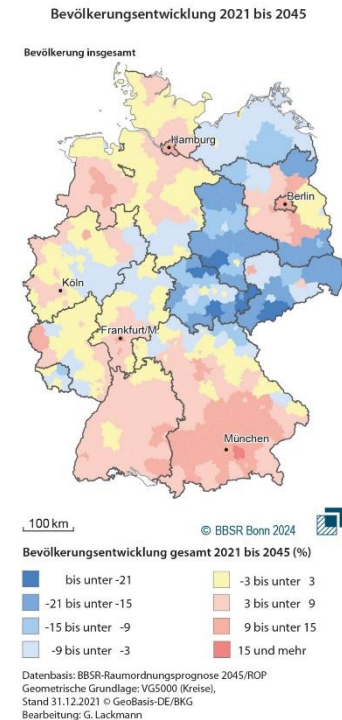 Bevölkerungsentwicklung 2021 bis 2045
Bevölkerung insgesamt
Hamburg
Berlin
Köln
Frankfurt/M.
München
100 km
© BBSR Bonn 2024
Bevölkerungsentwicklung gesamt 2021 bis 2045 (%)
bis unter -21
-21 bis unter -15
-15 bis unter -9
-9 bis unter -3
-3 bis unter 3
3 bis unter 9
9 bis unter 15
15 und mehr
Datenbasis: BBSR-Raumordnungsprognose 2045/ROP
Geometrische Grundlage: VG5000 (Kreise),
Stand 31.12.2021 © GeoBasis-DE/BKG
Bearbeitung: G. Lackmann